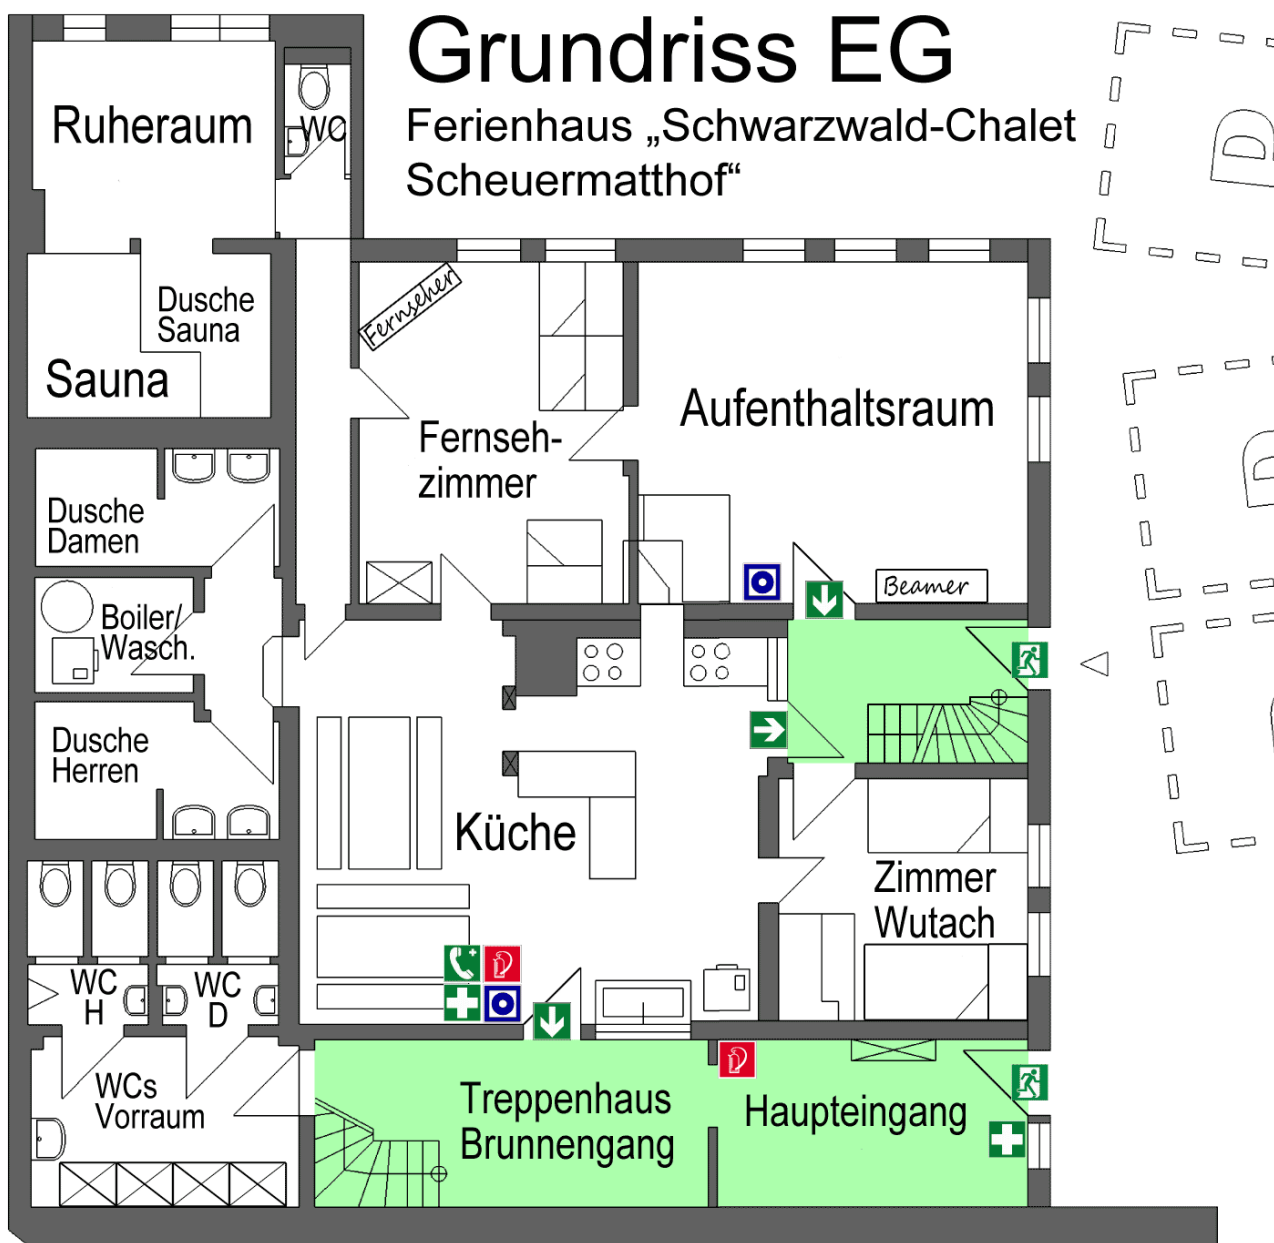 Grundriss EG
Ferienhaus „Schwarzwald-Chalet
Scheuermatthof“
Ruheraum
WC
Dusche
Sauna
Sauna
Fernseher
Fernseh-
zimmer
Aufenthaltsraum
Beamer
Dusche
Damen
Boiler/
Wasch.
Dusche
Herren
Küche
Zimmer
Wutach
WC
H
WC
D
WCs
Vorraum
Treppenhaus
Brunnengang
Haupteingang
D
D